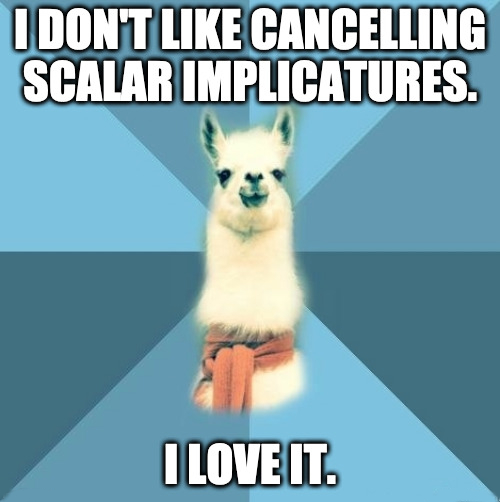 I DON'T LIKE CANCELLING
SCALAR IMPLICATURES.
I LOVE IT.